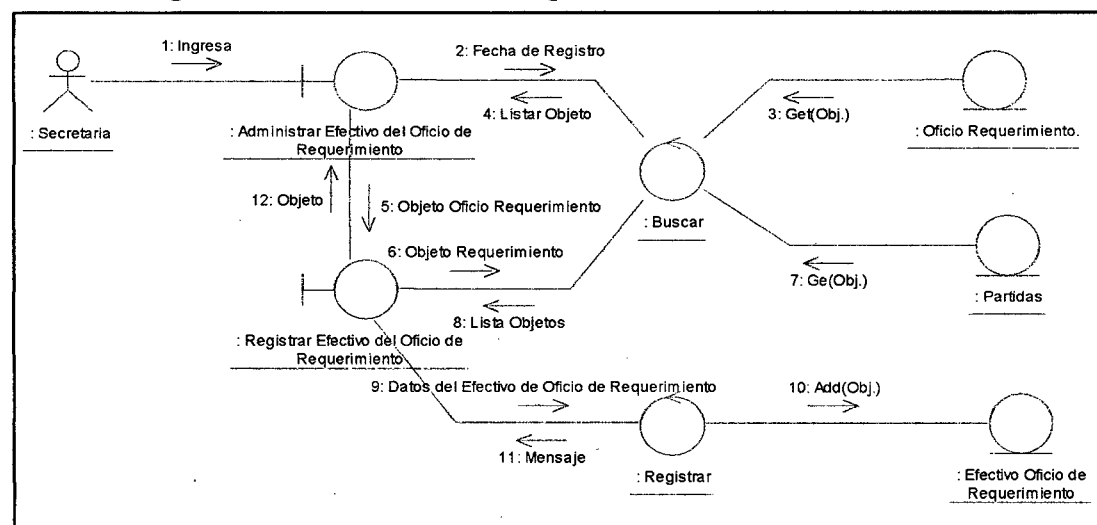 1: Ingresa
2: Fecha de Registro
4: Listar Objeto
3: Get(Obj.)
: Secretaria
: Administrar Efectivo del Oficio de
Requerimiento
: Oficio Requerimiento.
12: Objeto
5: Objeto Oficio Requerimiento
: Buscar
6: Objeto Requerimiento
7: Ge(Obj.)
: Partidas
8: Lista Objetos
: Registrar Efectivo del Oficio de
Requerimiento
9: Datos del Efectivo de Oficio de Requerimiento
10: Add(Obj.)
11: Mensaje
: Registrar
: Efectivo Oficio de
Requerimiento